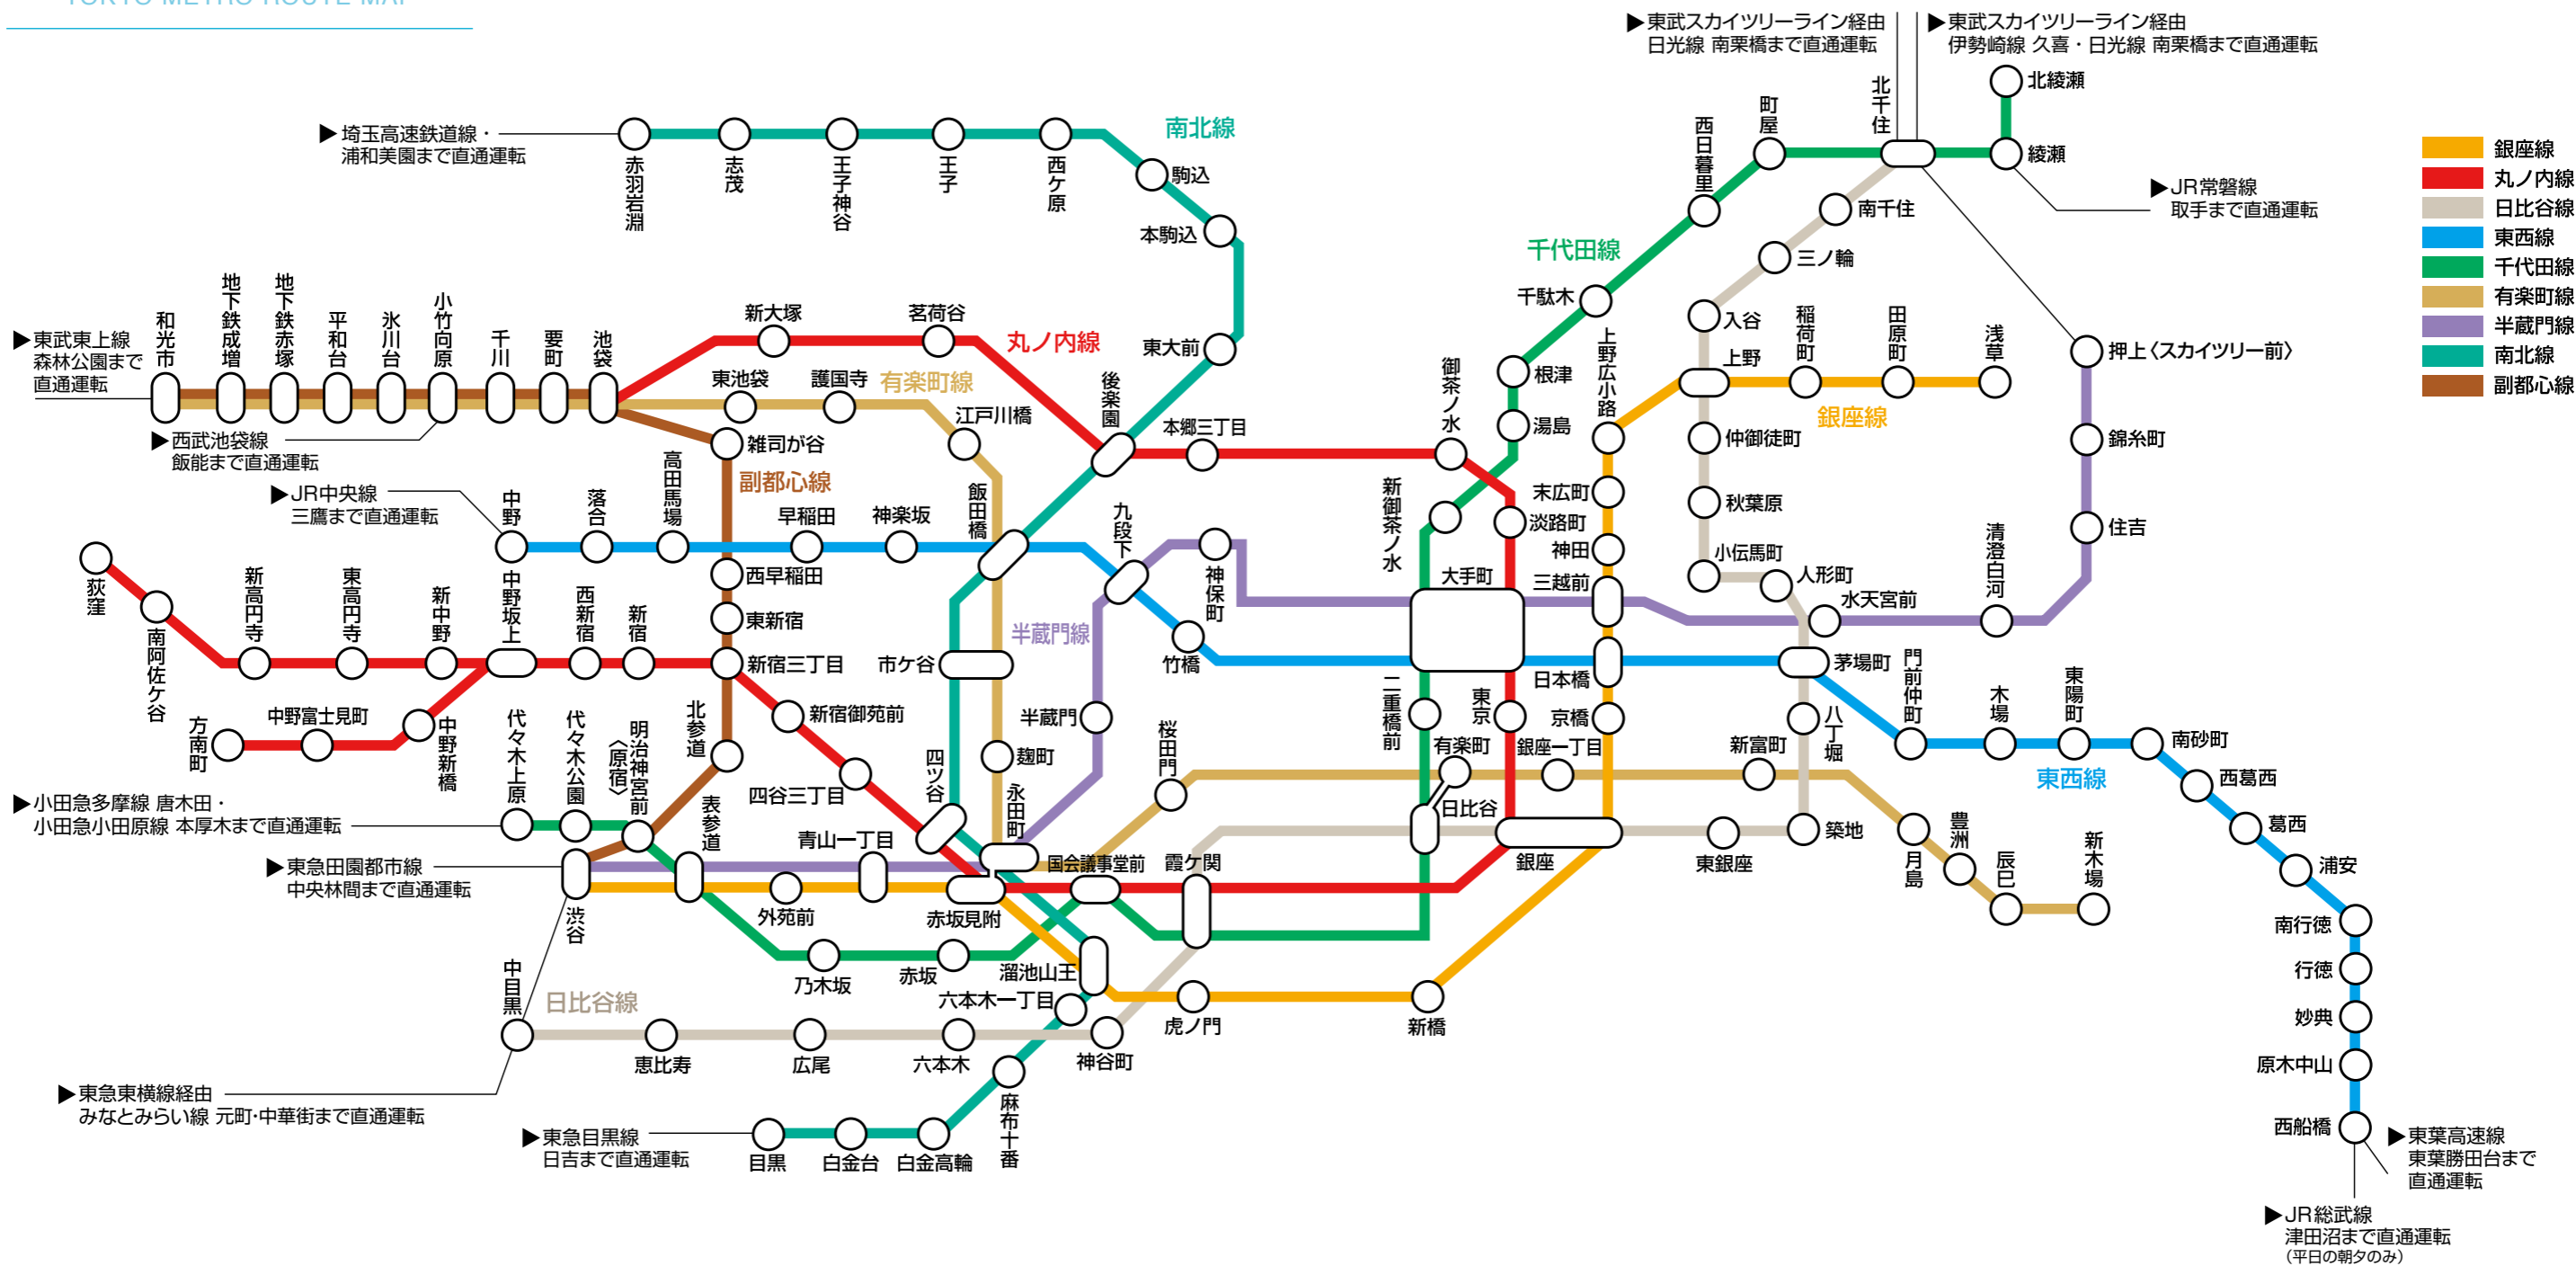 TOKYO METRO ROUTE MAP
▶東武スカイツリーライン経由
日光線 南栗橋まで直通運転
▶東武スカイツリーライン経由
伊勢崎線 久喜・日光線 南栗橋まで直通運転
北千住
北綾瀬
綾瀬
町屋
西日暮里
▶JR常磐線
取手まで直通運転
銀座線
丸ノ内線
日比谷線
東西線
千代田線
有楽町線
半蔵門線
南北線
副都心線
▶埼玉高速鉄道線・
浦和美園まで直通運転
赤羽岩淵
志茂
王子神谷
王子
西ケ原
南北線
駒込
本駒込
東大前
千代田線
千駄木
根津
湯島
南千住
三ノ輪
入谷
上野
稲荷町
田原町
浅草
銀座線
押上〈スカイツリー前〉
錦糸町
住吉
清澄白河
▶東武東上線
森林公園まで
直通運転
和光市
地下鉄成増
地下鉄赤塚
平和台
氷川台
小竹向原
千川
要町
池袋
新大塚
茗荷谷
丸ノ内線
東池袋
護国寺
有楽町線
江戸川橋
後楽園
本郷三丁目
御茶ノ水
上野広小路
末広町
神田
三越前
仲御徒町
秋葉原
小伝馬町
人形町
水天宮前
▶西武池袋線
飯能まで直通運転
雑司が谷
副都心線
▶JR中央線
三鷹まで直通運転
中野
落合
高田馬場
早稲田
神楽坂
飯田橋
九段下
神保町
新御茶ノ水
淡路町
大手町
西早稲田
東新宿
新宿三丁目
荻窪
南阿佐ケ谷
新高円寺
東高円寺
新中野
中野坂上
西新宿
新宿
方南町
中野富士見町
中野新橋
半蔵門線
市ケ谷
竹橋
日本橋
茅場町
門前仲町
木場
東陽町
南砂町
東西線
西葛西
葛西
浦安
南行徳
行徳
妙典
原木中山
西船橋
代々木上原
代々木公園
明治神宮前
〈原宿〉
北参道
表参道
新宿御苑前
四谷三丁目
四ツ谷
麹町
半蔵門
永田町
桜田門
二重橋前
東京
京橋
有楽町
銀座一丁目
新富町
八丁堀
日比谷
銀座
東銀座
築地
月島
豊洲
辰巳
新木場
▶小田急多摩線 唐木田・
小田急小田原線 本厚木まで直通運転
▶東急田園都市線
中央林間まで直通運転
渋谷
青山一丁目
外苑前
赤坂見附
国会議事堂前
霞ケ関
乃木坂
赤坂
溜池山王
六本木一丁目
虎ノ門
新橋
中目黒
日比谷線
恵比寿
広尾
六本木
神谷町
麻布十番
▶東急東横線経由
みなとみらい線 元町・中華街まで直通運転
▶東急目黒線
日吉まで直通運転
目黒
白金台
白金高輪
▶東葉高速線
東葉勝田台まで
直通運転
▶JR総武線
津田沼まで直通運転
(平日の朝夕のみ)